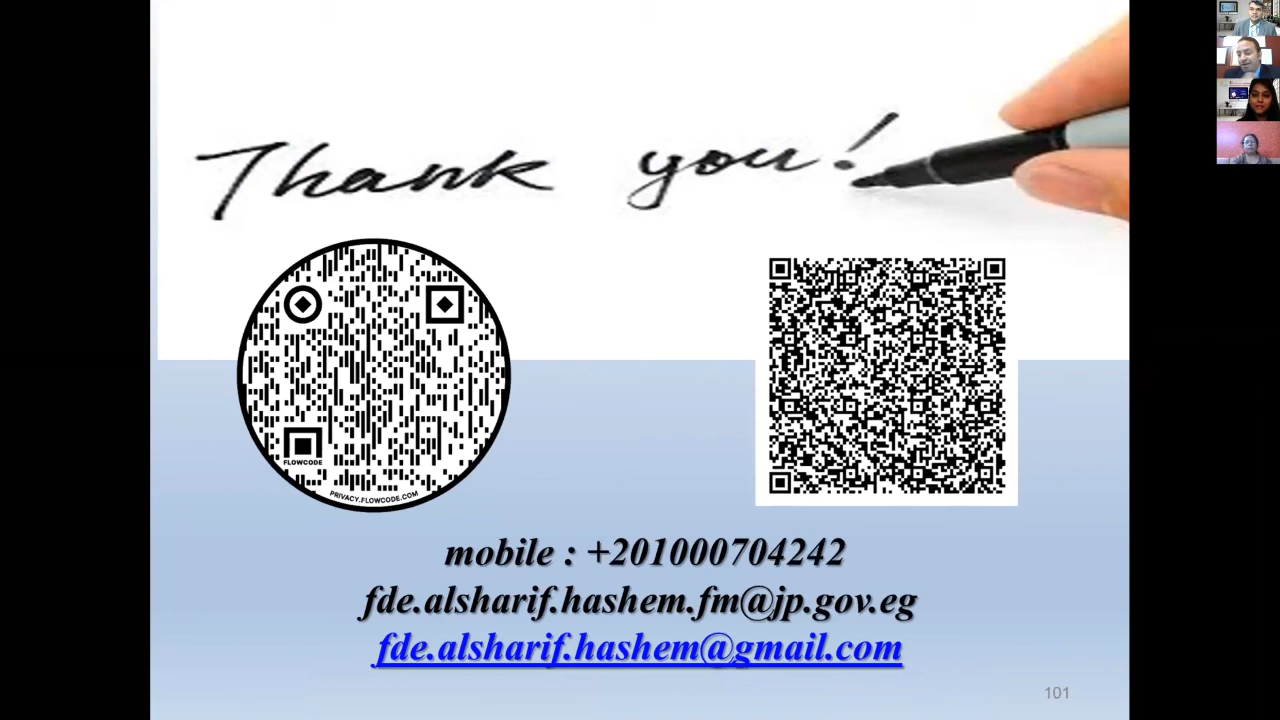 Thank you!
FLOWCODE
PRIVACY.FLOWCODE.COM
mobile : +201000704242
fde.alsharif.hashem.fm@jp.gov.eg
fde.alsharif.hashem@gmail.com
101